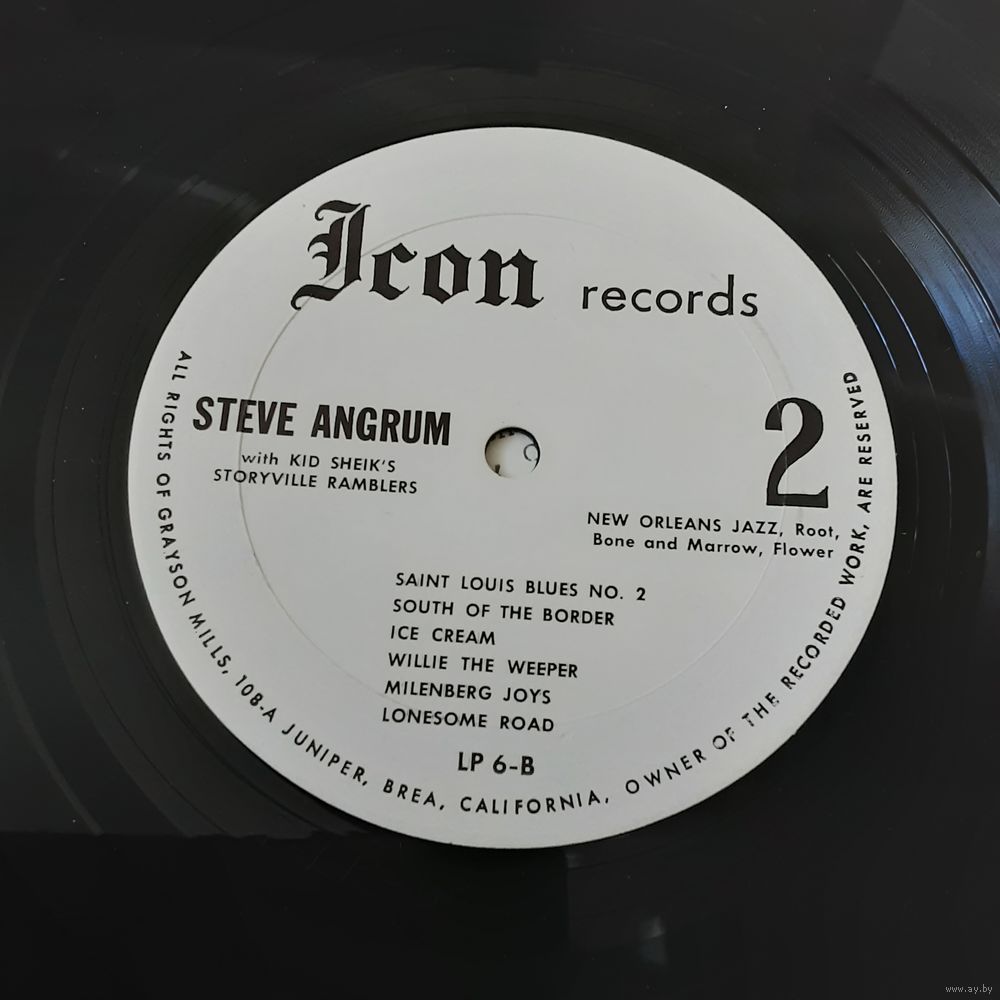 Icon records
STEVE ANGRUM
with KID SHEIK'S
STORYVILLE RAMBLERS
2
NEW ORLEANS JAZZ, Root,
Bone and Marrow, Flower
SAINT LOUIS BLUES NO. 2
SOUTH OF THE BORDER
ICE CREAM
WILLIE THE WEEPER
MILENBERG JOYS
LONESOME ROAD
LP 6-B
ALL RIGHTS OF GRAYSON MILLS, 108-A JUNIPER, BREA, CALIFORNIA, OWNER OF THE RECORDED WORK, ARE RESERVED
www.ay.by